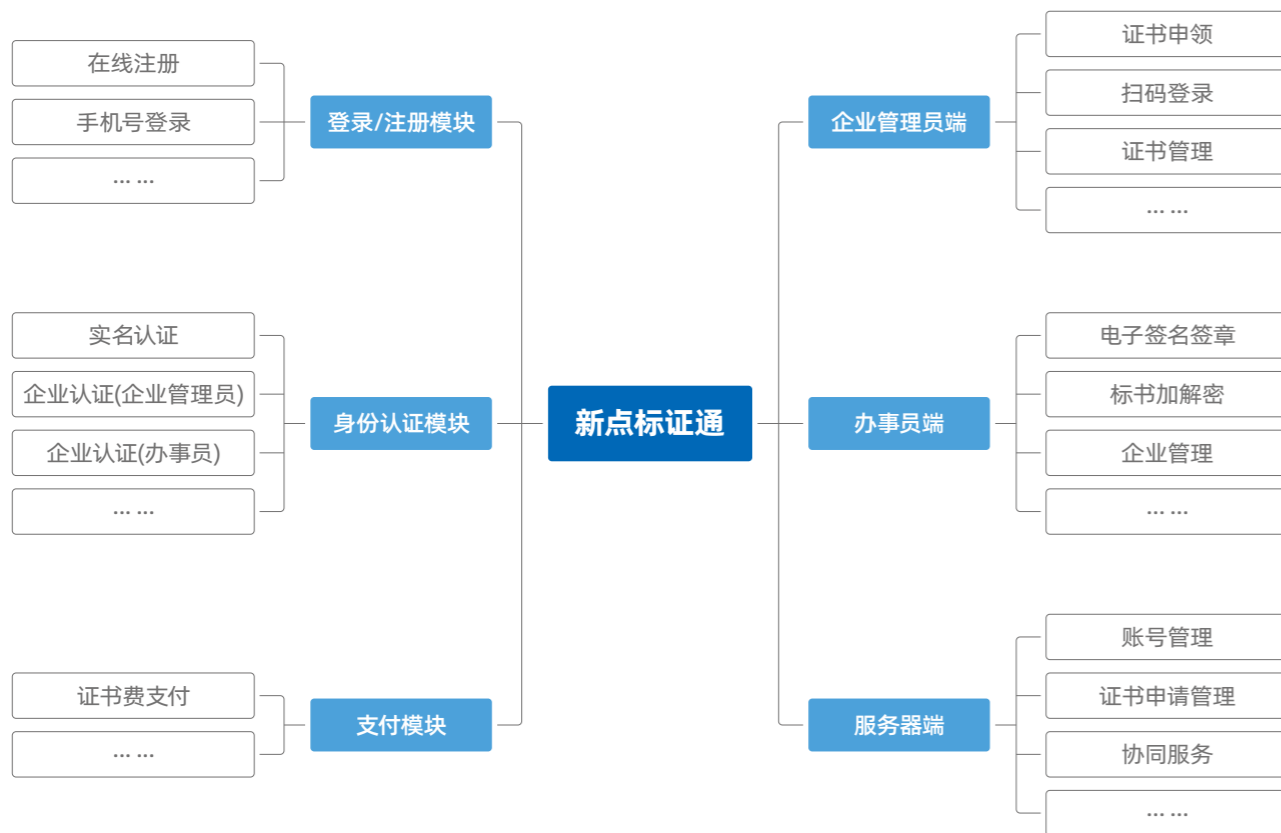 在线注册
手机号登录
... ...
登录/注册模块
实名认证
企业认证(企业管理员)
企业认证(办事员)
... ...
身份认证模块
证书费支付
... ...
支付模块
新点标证通
企业管理员端
证书申领
扫码登录
证书管理
... ...
办事员端
电子签名签章
标书加解密
企业管理
... ...
服务器端
账号管理
证书申请管理
协同服务
... ...